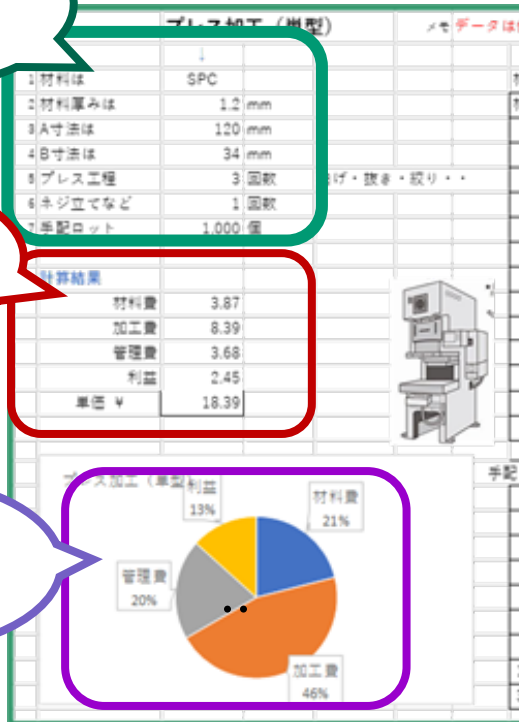 プレス加工（単型）
メモ データは
↓
1 材料は SPC
2 材料厚みは 1.2 mm
3 A寸法は 120 mm
4 B寸法は 34 mm
5 プレス工程 3 回数 げ・抜き・絞り・・
6 ネジ立てなど 1 回数
7 手配ロット 1,000 個
計算結果
材料費 3.87
加工費 8.39
管理費 3.68
利益 2.45
単価 ¥ 18.39
手配
プレス加工（単型）
利益
13%
材料費
21%
管理費
20%
加工費
46%